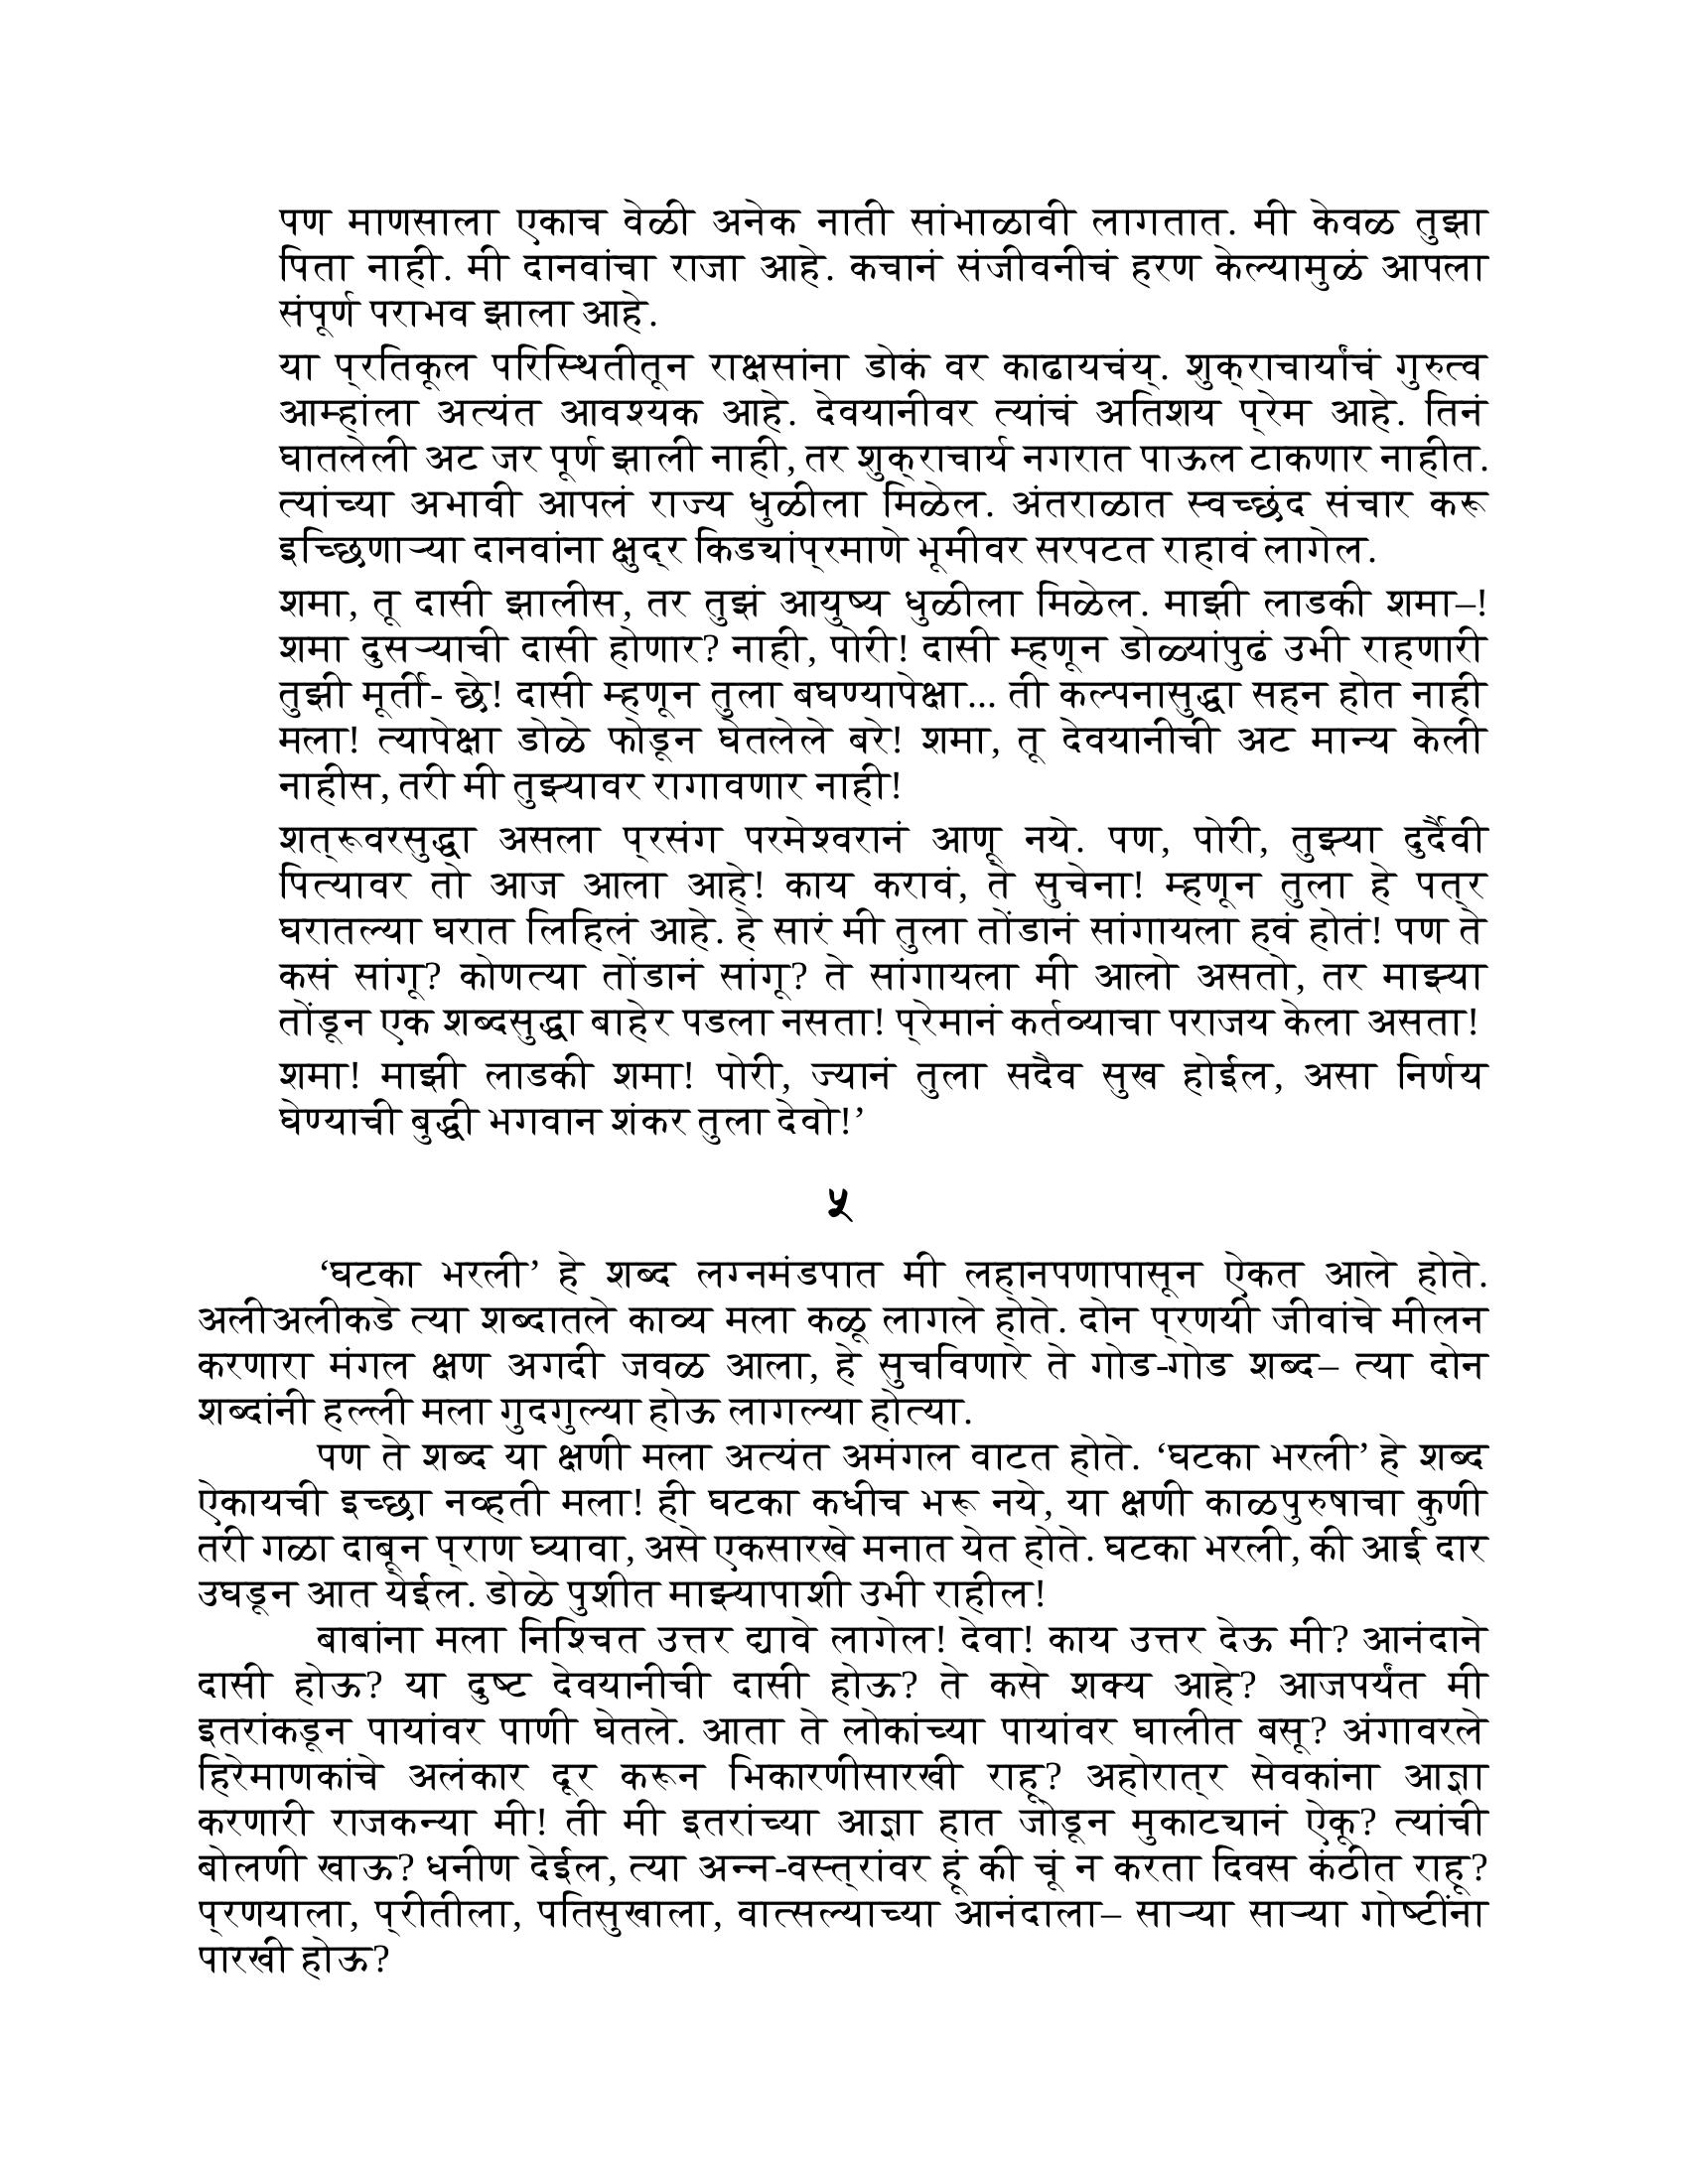 पण माणसाला एकाच वेळी अनेक नाती सांभाळावी लागतात. मी केवळ तुझा
पिता नाही. मी दानवांचा राजा आहे. कचानं संजीवनीचं हरण केल्यामुळं आपला
संपूर्ण पराभव झाला आहे.
या प्रतिकूल परिस्थितीतून राक्षसांना डोकं वर काढायचंय्. शुक्राचार्यांचं गुरुत्व
आम्हांला अत्यंत आवश्यक आहे. देवयानीवर त्यांचं अतिशय प्रेम आहे. तिनं
घातलेली अट जर पूर्ण झाली नाही, तर शुक्राचार्य नगरात पाऊल टाकणार नाहीत.
त्यांच्या अभावी आपलं राज्य धुळीला मिळेल. अंतराळात स्वच्छंद संचार करू
इच्छिणाऱ्या दानवांना क्षुद्र किड्यांप्रमाणे भूमीवर सरपटत राहावं लागेल.
शमा, तू दासी झालीस, तर तुझं आयुष्य धुळीला मिळेल. माझी लाडकी शमा–!
शमा दुसऱ्याची दासी होणार? नाही, पोरी! दासी म्हणून डोळ्यांपुढं उभी राहणारी
तुझी मूर्ती- छे! दासी म्हणून तुला बघण्यापेक्षा... ती कल्पनासुद्धा सहन होत नाही
मला! त्यापेक्षा डोळे फोडून घेतलेले बरे! शमा, तू देवयानीची अट मान्य केली
नाहीस, तरी मी तुझ्यावर रागावणार नाही!
शत्रूवरसुद्धा असला प्रसंग परमेश्वरानं आणू नये. पण, पोरी, तुझ्या दुर्दैवी
पित्यावर तो आज आला आहे! काय करावं, ते सुचेना! म्हणून तुला हे पत्र
घरातल्या घरात लिहिलं आहे. हे सारं मी तुला तोंडानं सांगायला हवं होतं! पण ते
कसं सांगू? कोणत्या तोंडानं सांगू? ते सांगायला मी आलो असतो, तर माझ्या
तोंडून एक शब्दसुद्धा बाहेर पडला नसता! प्रेमानं कर्तव्याचा पराजय केला असता!
शमा! माझी लाडकी शमा! पोरी, ज्यानं तुला सदैव सुख होईल, असा निर्णय
घेण्याची बुद्धी भगवान शंकर तुला देवो!’
५
‘घटका भरली’ हे शब्द लग्नमंडपात मी लहानपणापासून ऐकत आले होते.
अलीअलीकडे त्या शब्दातले काव्य मला कळू लागले होते. दोन प्रणयी जीवांचे मीलन
करणारा मंगल क्षण अगदी जवळ आला, हे सुचविणारे ते गोड-गोड शब्द– त्या दोन
शब्दांनी हल्ली मला गुदगुल्या होऊ लागल्या होत्या.
पण ते शब्द या क्षणी मला अत्यंत अमंगल वाटत होते. ‘घटका भरली’ हे शब्द
ऐकायची इच्छा नव्हती मला! ही घटका कधीच भरू नये, या क्षणी काळपुरुषाचा कुणी
तरी गळा दाबून प्राण घ्यावा, असे एकसारखे मनात येत होते. घटका भरली, की आई दार
उघडून आत येईल. डोळे पुशीत माझ्यापाशी उभी राहील!
बाबांना मला निश्चित उत्तर द्यावे लागेल! देवा! काय उत्तर देऊ मी? आनंदाने
दासी होऊ? या दुष्ट देवयानीची दासी होऊ? ते कसे शक्य आहे? आजपर्यंत मी
इतरांकडून पायांवर पाणी घेतले. आता ते लोकांच्या पायांवर घालीत बसू? अंगावरले
हिरेमाणकांचे अलंकार दूर करून भिकारणीसारखी राहू? अहोरात्र सेवकांना आज्ञा
करणारी राजकन्या मी! ती मी इतरांच्या आज्ञा हात जोडून मुकाट्यानं ऐकू? त्यांची
बोलणी खाऊ? धनीण देईल, त्या अन्न-वस्त्रांवर हूं की चूं न करता दिवस कंठीत राहू?
प्रणयाला, प्रीतीला, पतिसुखाला, वात्सल्याच्या आनंदाला– साऱ्या साऱ्या गोष्टींना
पारखी होऊ?